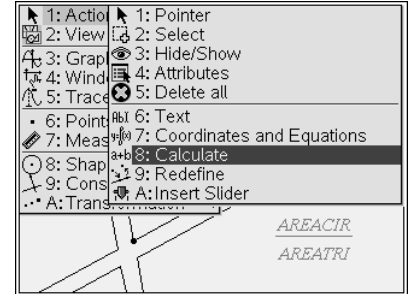 1: Actio
2: View
3: Grap
4: Wind
5: Trace
6: Point
7: Meas
8: Shap
9: Cons
A: Transformation
1: Pointer
2: Select
3: Hide/Show
4: Attributes
5: Delete all
AbI 6: Text
7: Coordinates and Equations
a+b 8: Calculate
9: Redefine
A: Insert Slider
AREACIR
AREATRI